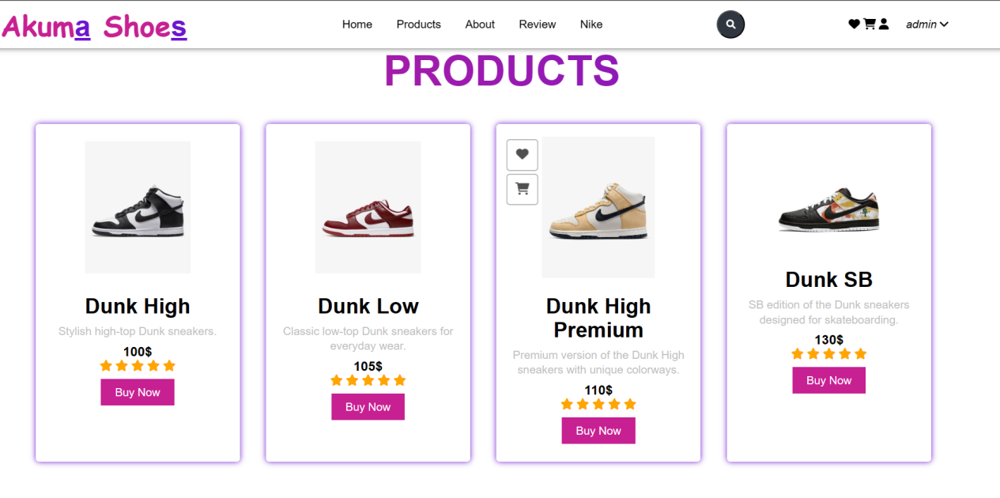 Akuma Shoes
Home Products About Review Nike
admin
PRODUCTS
Dunk High
Stylish high-top Dunk sneakers.
100$
Buy Now
Dunk Low
Classic low-top Dunk sneakers for
everyday wear.
105$
Buy Now
Dunk High
Premium
Premium version of the Dunk High
sneakers with unique colorways.
110$
Buy Now
Dunk SB
SB edition of the Dunk sneakers
designed for skateboarding.
130$
Buy Now